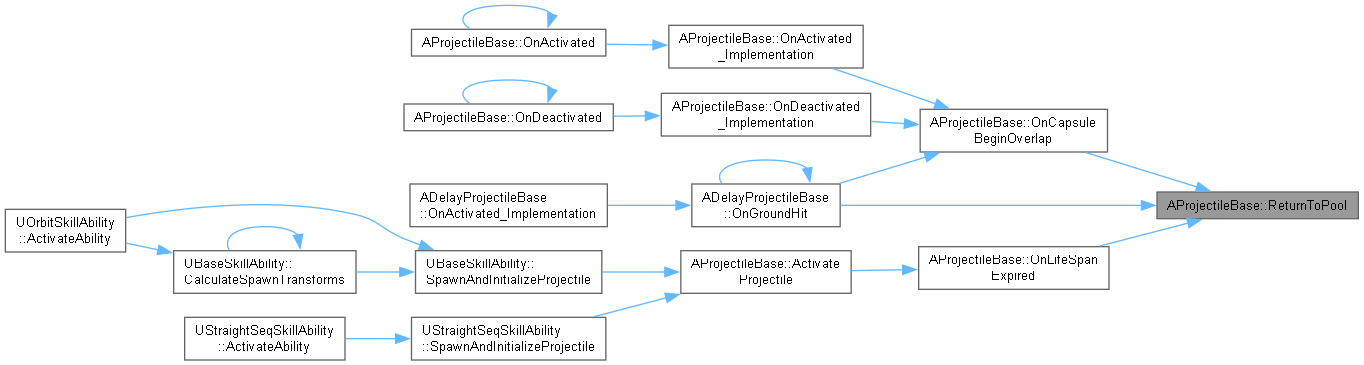 AProjectileBase::OnActivated
AProjectileBase::OnActivated
_Implementation
AProjectileBase::OnDeactivated
AProjectileBase::OnDeactivated
_Implementation
AProjectileBase::OnCapsule
BeginOverlap
ADelayProjectileBase
::OnActivated_Implementation
ADelayProjectileBase
::OnGroundHit
AProjectileBase::ReturnToPool
UOrbitSkillAbility
::ActivateAbility
UBaseSkillAbility::
CalculateSpawnTransforms
UBaseSkillAbility::
SpawnAndInitializeProjectile
AProjectileBase::Activate
Projectile
AProjectileBase::OnLifeSpan
Expired
UStraightSeqSkillAbility
::ActivateAbility
UStraightSeqSkillAbility
::SpawnAndInitializeProjectile